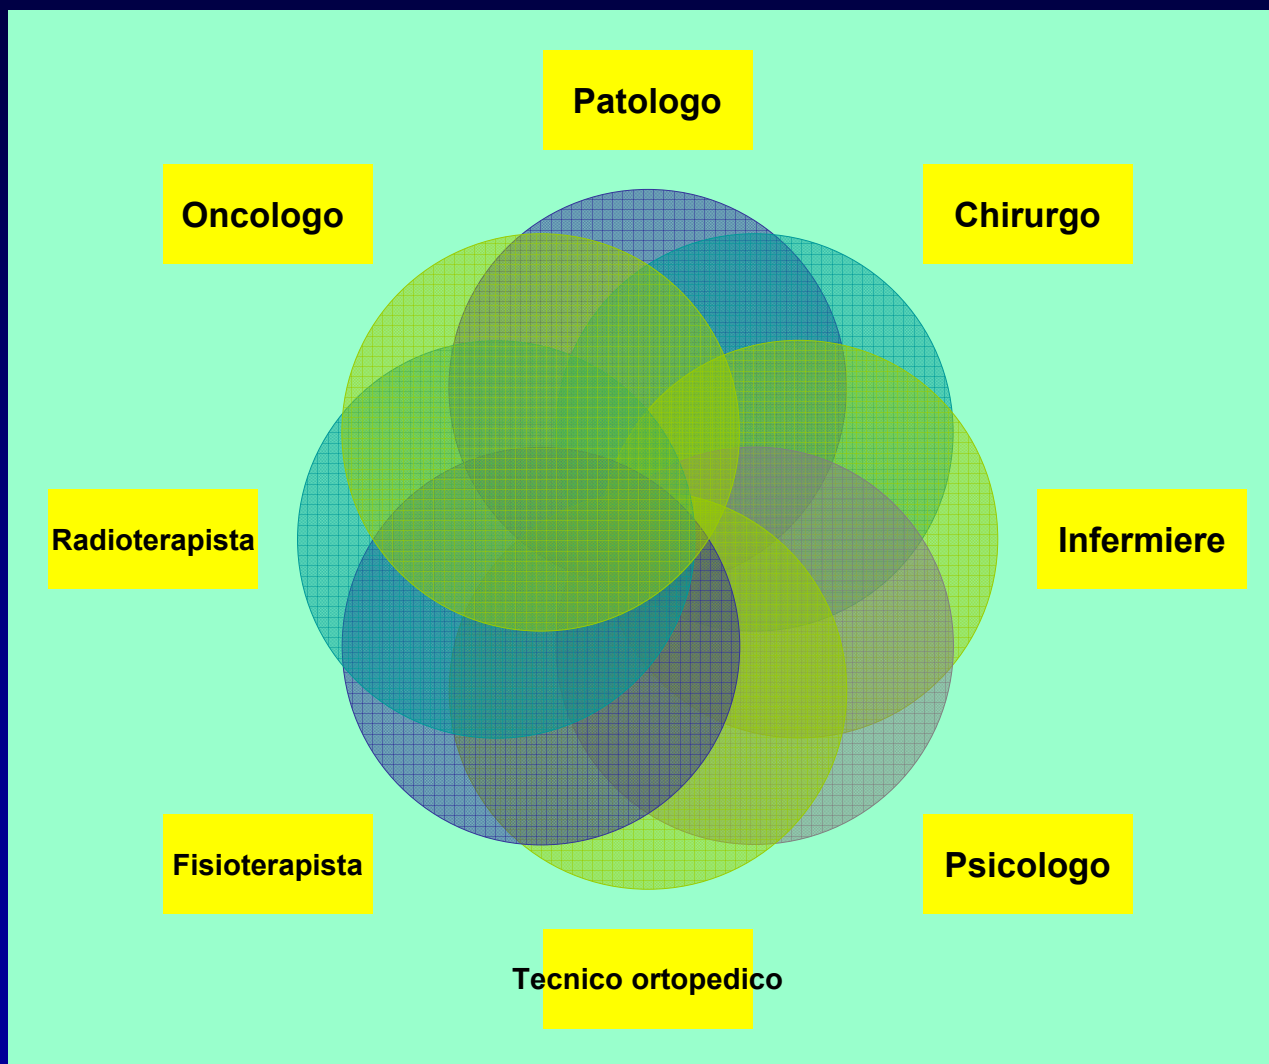 Patologo
Oncologo
Chirurgo
Radioterapista
Infermiere
Fisioterapista
Psicologo
Tecnico ortopedico